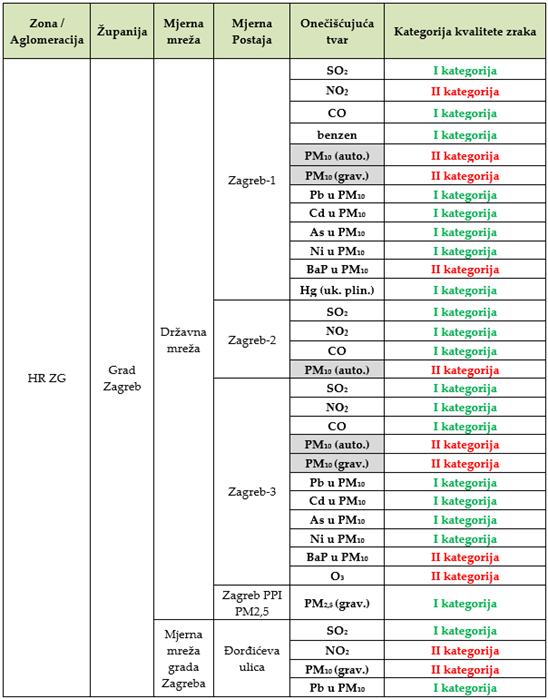 Zona / Aglomeracija Županija Mjerna mreža Mjerna Postaja Onečišćujuća tvar Kategorija kvalitete zraka
HR ZG Grad Zagreb Državna mreža Zagreb-1 SO₂ I kategorija
NO₂ II kategorija
CO I kategorija
benzen I kategorija
PM₁₀ (auto.) II kategorija
PM₁₀ (grav.) II kategorija
Pb u PM₁₀ I kategorija
Cd u PM₁₀ I kategorija
As u PM₁₀ I kategorija
Ni u PM₁₀ I kategorija
BaP u PM₁₀ II kategorija
Hg (uk. plin.) I kategorija
Zagreb-2 SO₂ I kategorija
NO₂ I kategorija
CO I kategorija
PM₁₀ (auto.) II kategorija
Zagreb-3 SO₂ I kategorija
NO₂ I kategorija
CO I kategorija
PM₁₀ (auto.) II kategorija
PM₁₀ (grav.) II kategorija
Pb u PM₁₀ I kategorija
Cd u PM₁₀ I kategorija
As u PM₁₀ I kategorija
Ni u PM₁₀ I kategorija
BaP u PM₁₀ II kategorija
O₃ II kategorija
Zagreb PPI PM2,5 PM₂,₅ (grav.) I kategorija
Mjerna mreža grada Zagreba Đorđićeva ulica SO₂ I kategorija
NO₂ II kategorija
PM₁₀ (grav.) II kategorija
Pb u PM₁₀ I kategorija